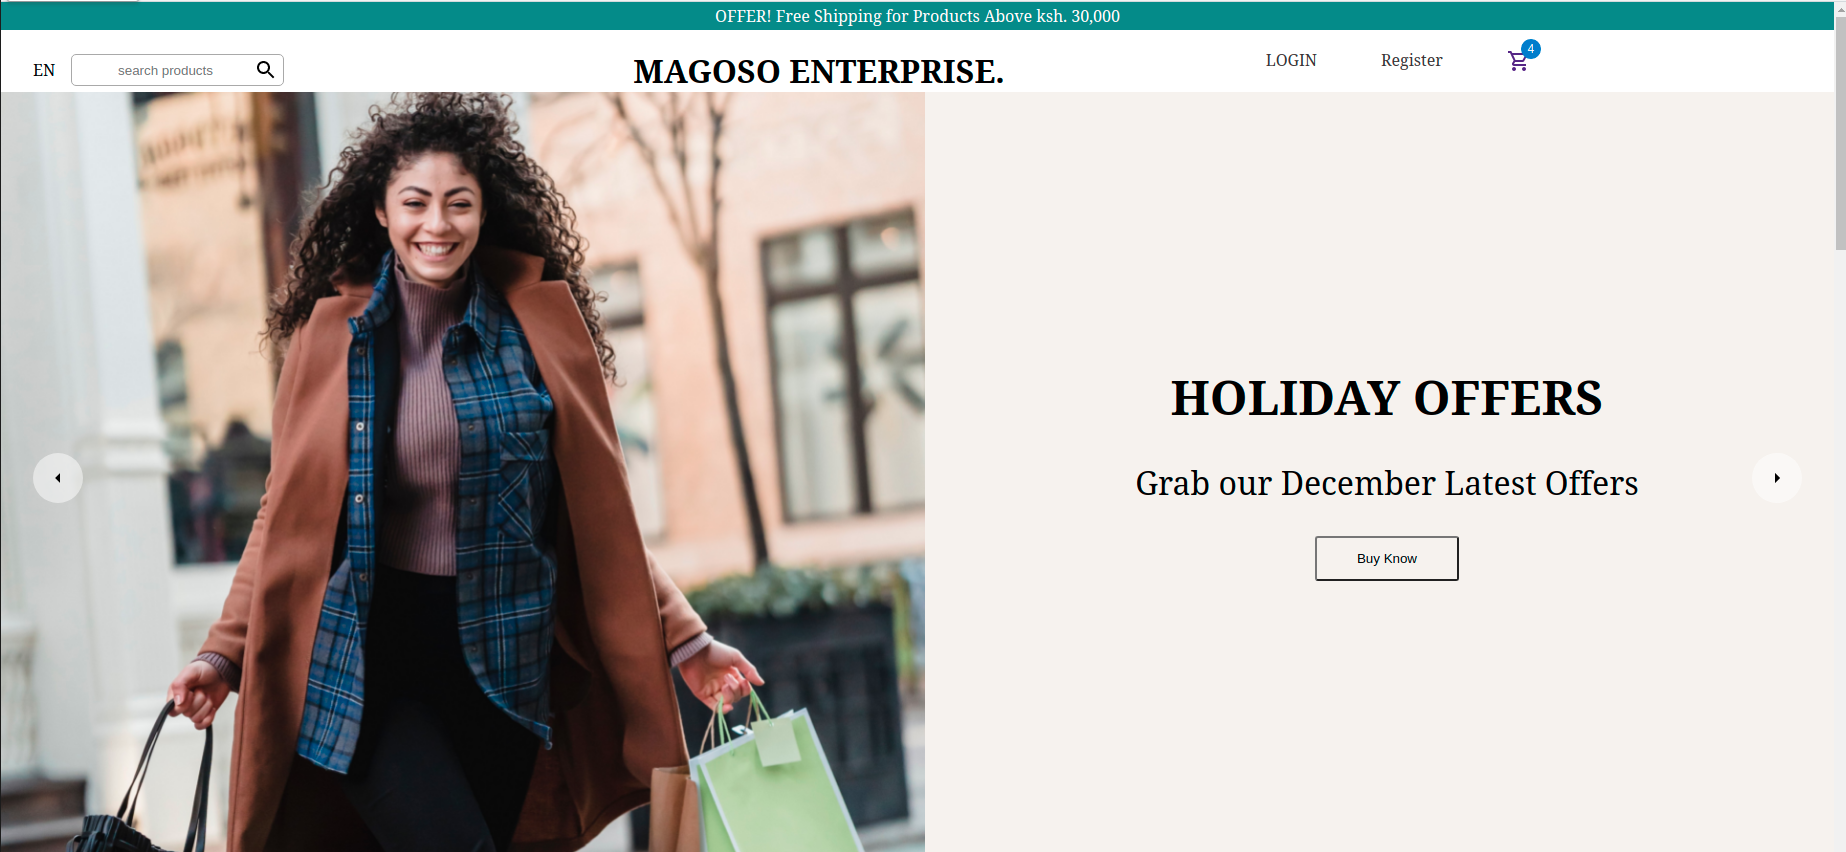 OFFER! Free Shipping for Products Above ksh. 30,000
EN
search products
MAGOSO ENTERPRISE.
LOGIN
Register
4
HOLIDAY OFFERS
Grab our December Latest Offers
Buy Know